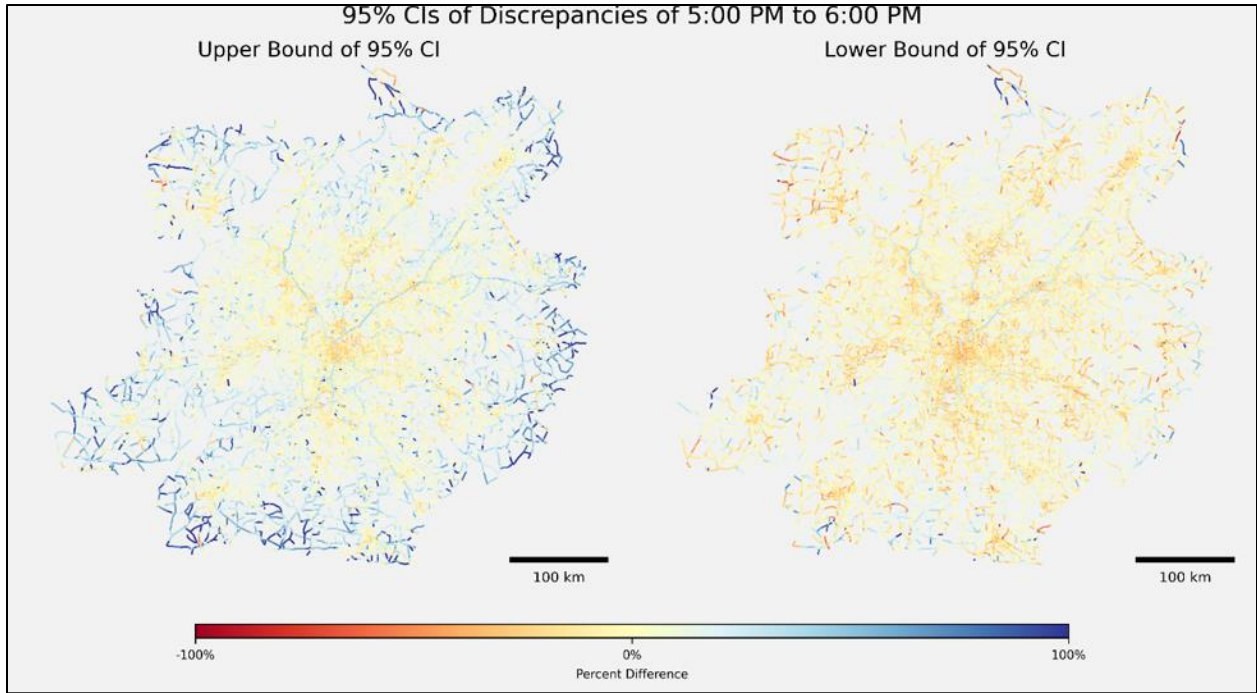 95% CIs of Discrepancies of 5:00 PM to 6:00 PM
Upper Bound of 95% CI
Lower Bound of 95% CI
100 km
100 km
-100%
0%
100%
Percent Difference